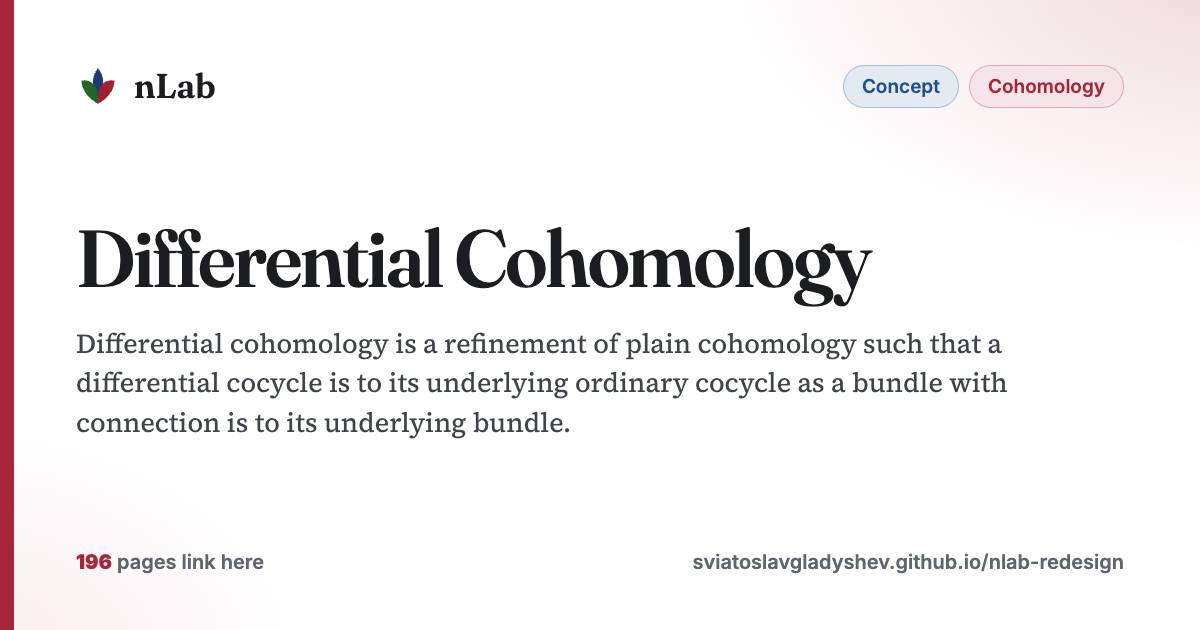 nLab
Concept
Cohomology
Differential Cohomology
Differential cohomology is a refinement of plain cohomology such that a
differential cocycle is to its underlying ordinary cocycle as a bundle with
connection is to its underlying bundle.
196 pages link here
sviatoslavgladyshev.github.io/nlab-redesign